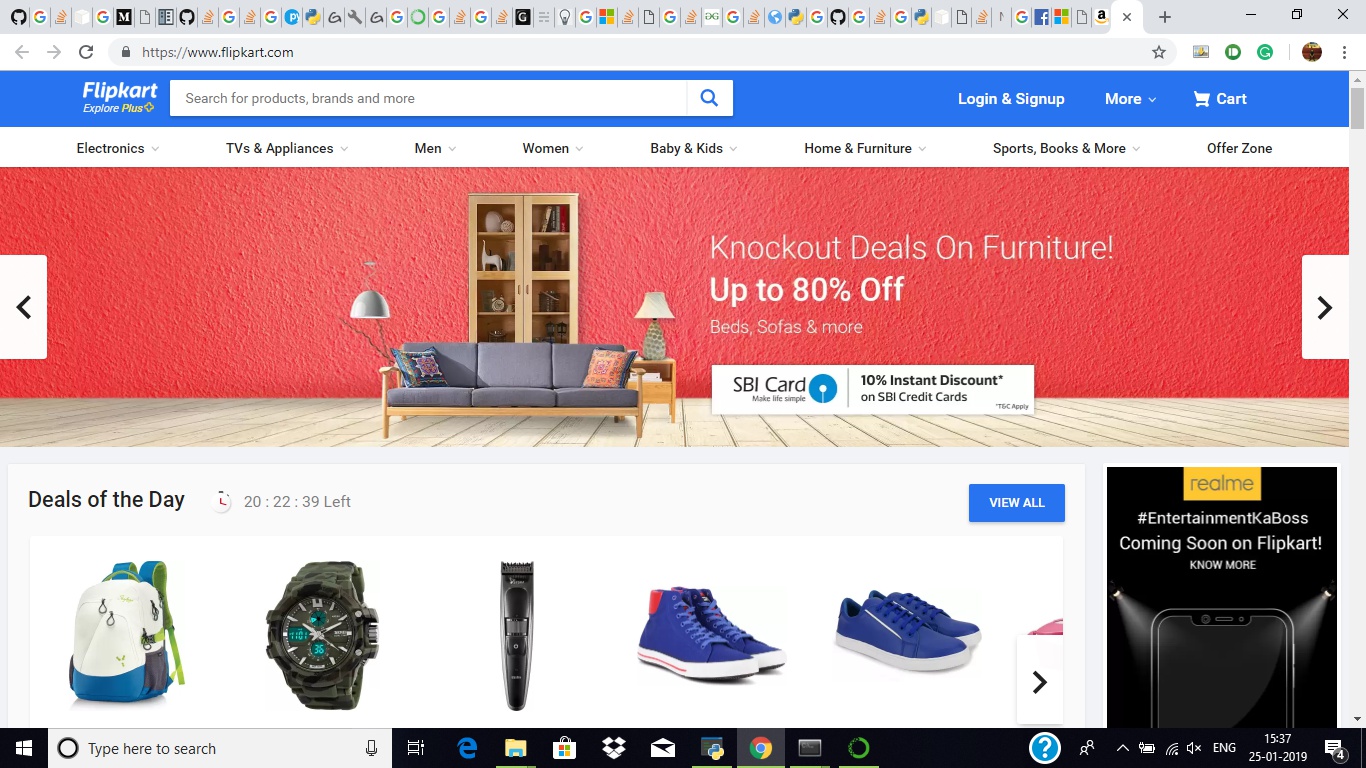 https://www.flipkart.com
Flipkart
Explore Plus
Search for products, brands and more
Login & Signup
More
Cart
Electronics
TVs & Appliances
Men
Women
Baby & Kids
Home & Furniture
Sports, Books & More
Offer Zone
Knockout Deals On Furniture!
Up to 80% Off
Beds, Sofas & more
SBI Card
Make life simple
10% Instant Discount*
on SBI Credit Cards
*T&C Apply
Deals of the Day
20 : 22 : 39 Left
VIEW ALL
realme
#EntertainmentKaBoss
Coming Soon on Flipkart!
KNOW MORE
Type here to search
ENG
15:37
25-01-2019
4